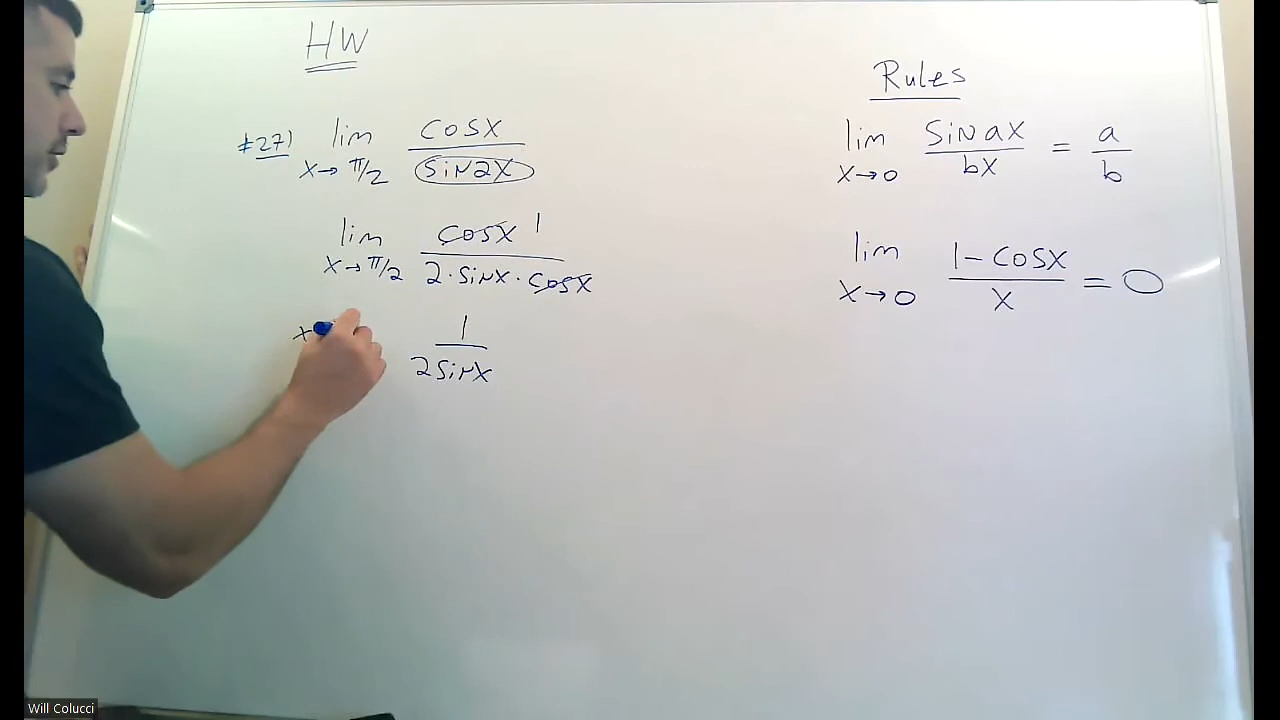 HW
#27) lim x→π/2 cosx / sin2x
lim x→π/2 cosx 1 / 2·sinx·cosx
x 1 / 2sinx
Rules
lim x→0 sin ax / bx = a / b
lim x→0 1-cosx / x = 0
Will Colucci